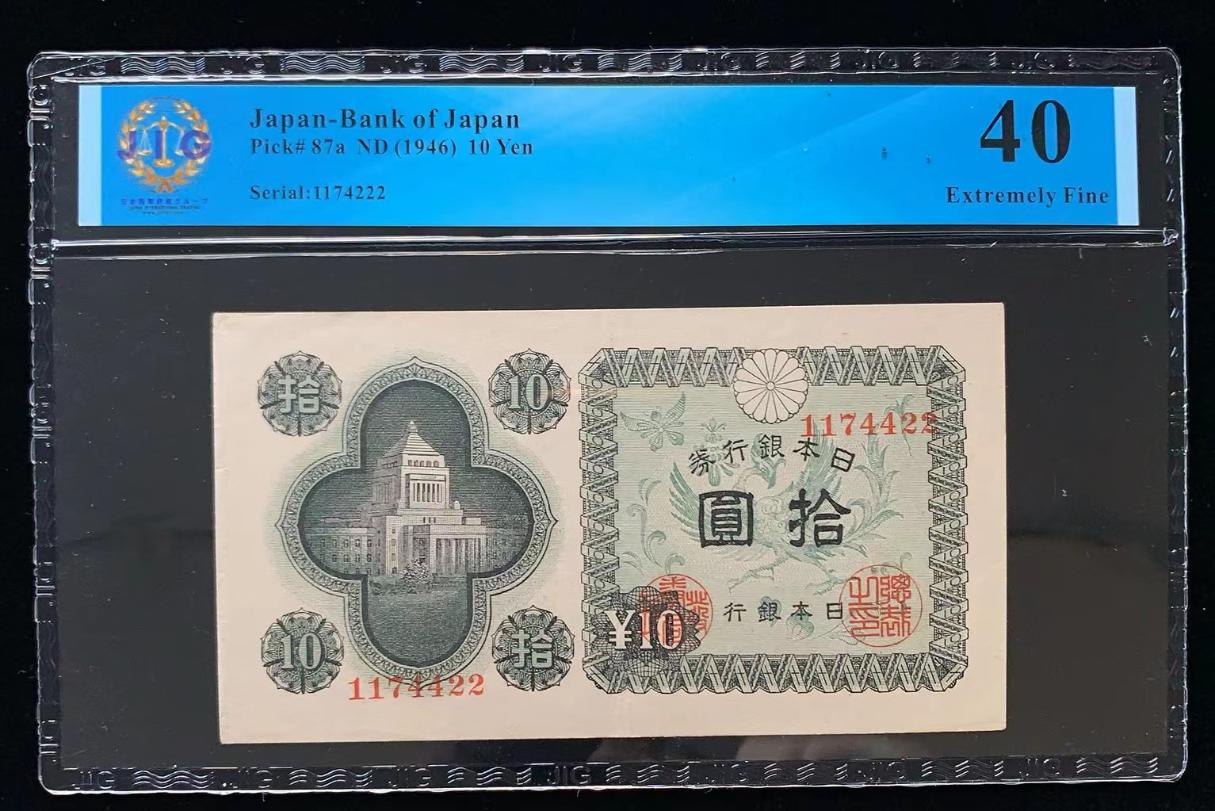 JIG
Japan-Bank of Japan
Pick# 87a ND (1946) 10 Yen
Serial:1174222
40
Extremely Fine
拾
10
1174422
券行銀本日
圓拾
10
拾
¥10
行銀本日
1174422